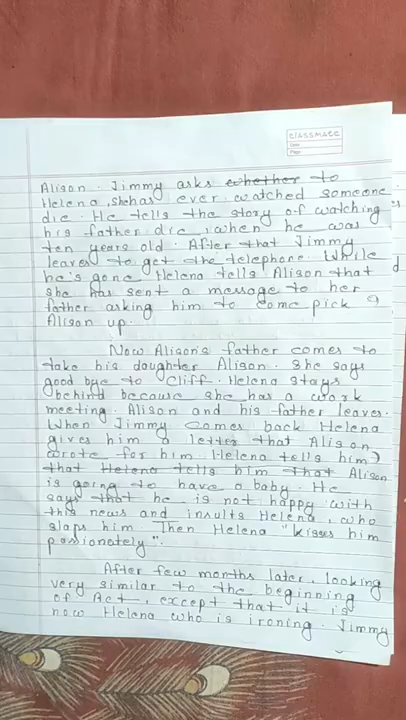 classmate
Date
Page
Alison. Jimmy asks whether to
Helena, shehas ever watched someone
die. He tells the story of watching
his father die, when he was
ten years old. After that Jimmy
leaves to get the telephone. While
he's gone Helena tells Alison that
she has sent a message to her
father asking him to come pick
Alison up.
Now Alison's father comes to
take his doughter Alison. She says
good bye to Cliff. Helena stays
behind because she has a work
meeting. Alison and his father leaves.
When Jimmy comes back Helena
gives him a letter that Alison
wrote for him. Helena tells him
that Helena tells him that Alison
is going to have a baby. He
says that he is not happy with
this news and insults Helena, who
slaps him. Then Helena "kisses him
passionately".
After few months later, looking
very similar to the beginning
of Act, except that it is
now Helena who is ironing. Jimmy